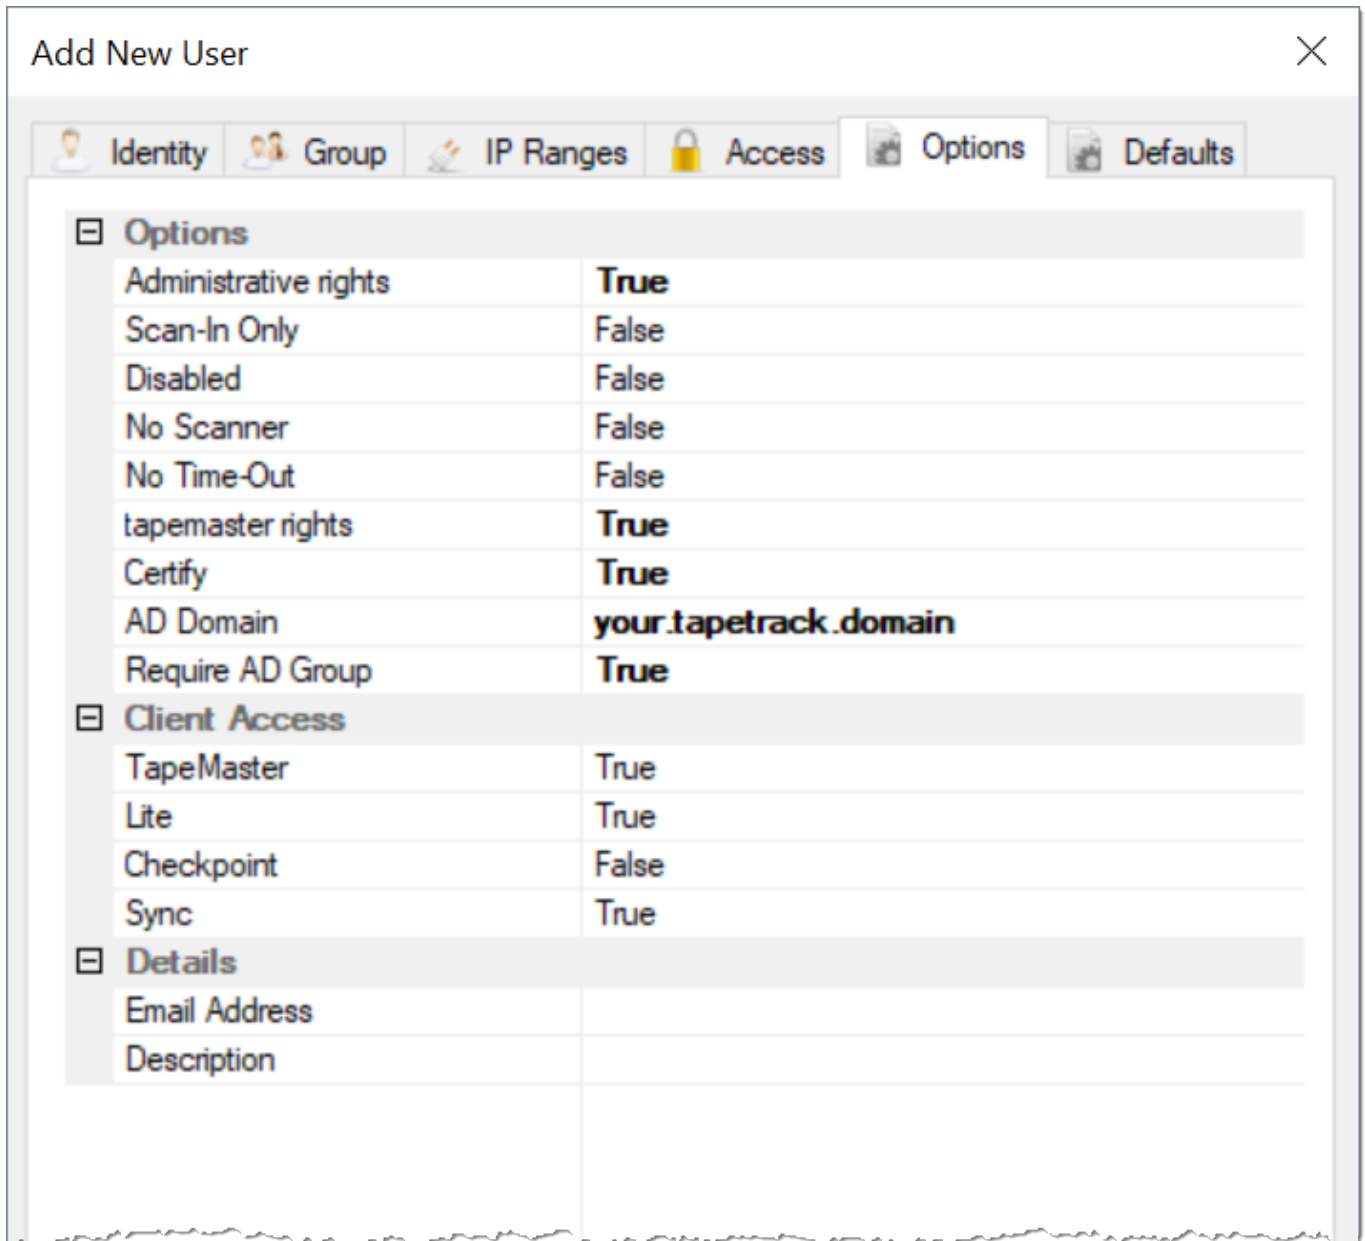 Add New User
Identity Group IP Ranges Access Options Defaults
Options
Administrative rights True
Scan-In Only False
Disabled False
No Scanner False
No Time-Out False
tapemaster rights True
Certify True
AD Domain your.tapetrack.domain
Require AD Group True
Client Access
TapeMaster True
Lite True
Checkpoint False
Sync True
Details
Email Address
Description